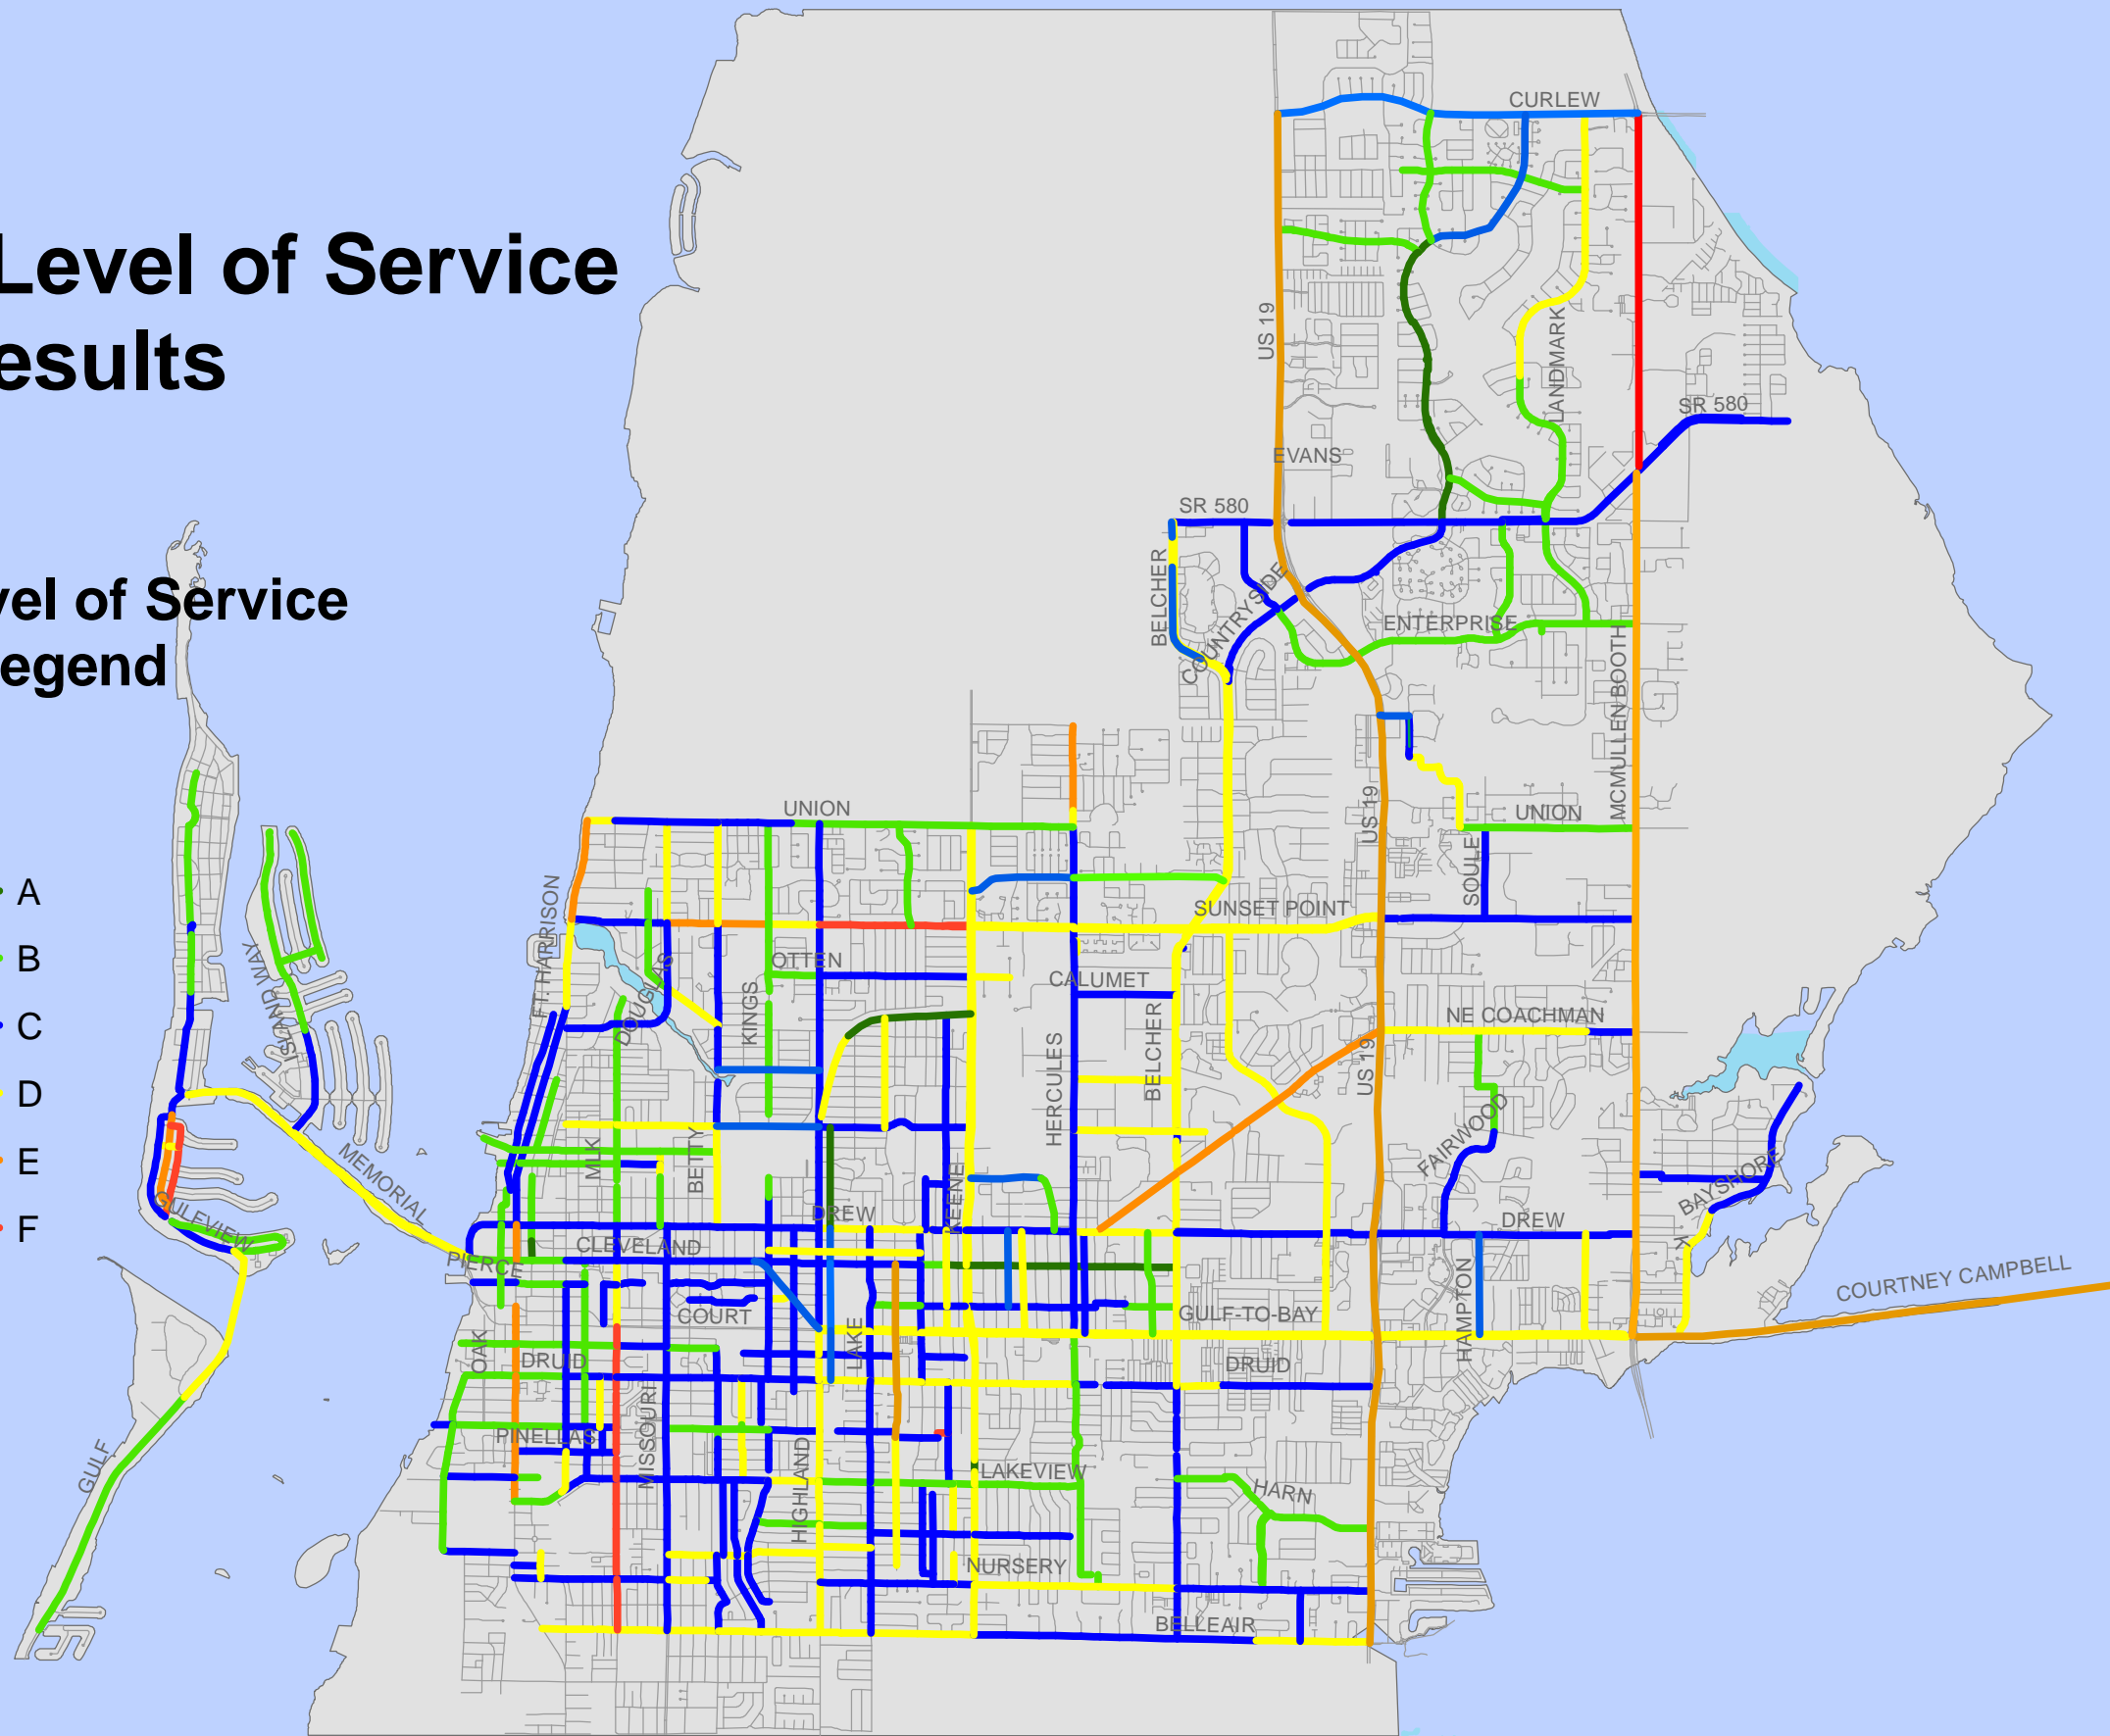 Level of Service
esults
vel of Service
egend
A
B
C
D
E
F
CURLEW
US 19
LANDMARK
SR 580
EVANS
SR 580
BELCHER
COUNTRYSIDE
ENTERPRISE
MCMULLEN BOOTH
UNION
US 19
UNION
SOULE
FT. HARRISON
SUNSET POINT
ISLAND WAY
DOUGLAS
OTTEN
KINGS
CALUMET
NE COACHMAN
HERCULES
BELCHER
US 19
MEMORIAL
MLK
BETTY
FAIRWOOD
KEENE
BAYSHORE
GULFVIEW
DREW
DREW
CLEVELAND
PIERCE
K
HAMPTON
COURTNEY CAMPBELL
COURT
GULF-TO-BAY
OAK
LAKE
DRUID
DRUID
MISSOURI
PINELLAS
HIGHLAND
GULF
LAKEVIEW
HARN
NURSERY
BELLEAIR